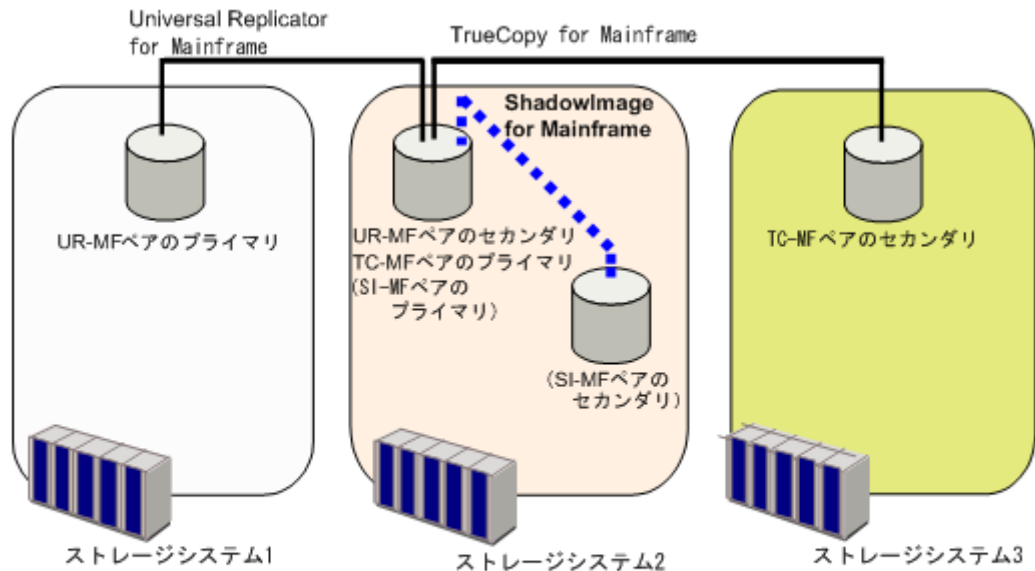 Universal Replicator
for Mainframe
TrueCopy for Mainframe
ShadowImage
for Mainframe
UR-MFペアのプライマリ
UR-MFペアのセカンダリ
TC-MFペアのプライマリ
(SI-MFペアの
プライマリ)
TC-MFペアのセカンダリ
(SI-MFペアの
セカンダリ)
ストレージシステム1
ストレージシステム2
ストレージシステム3